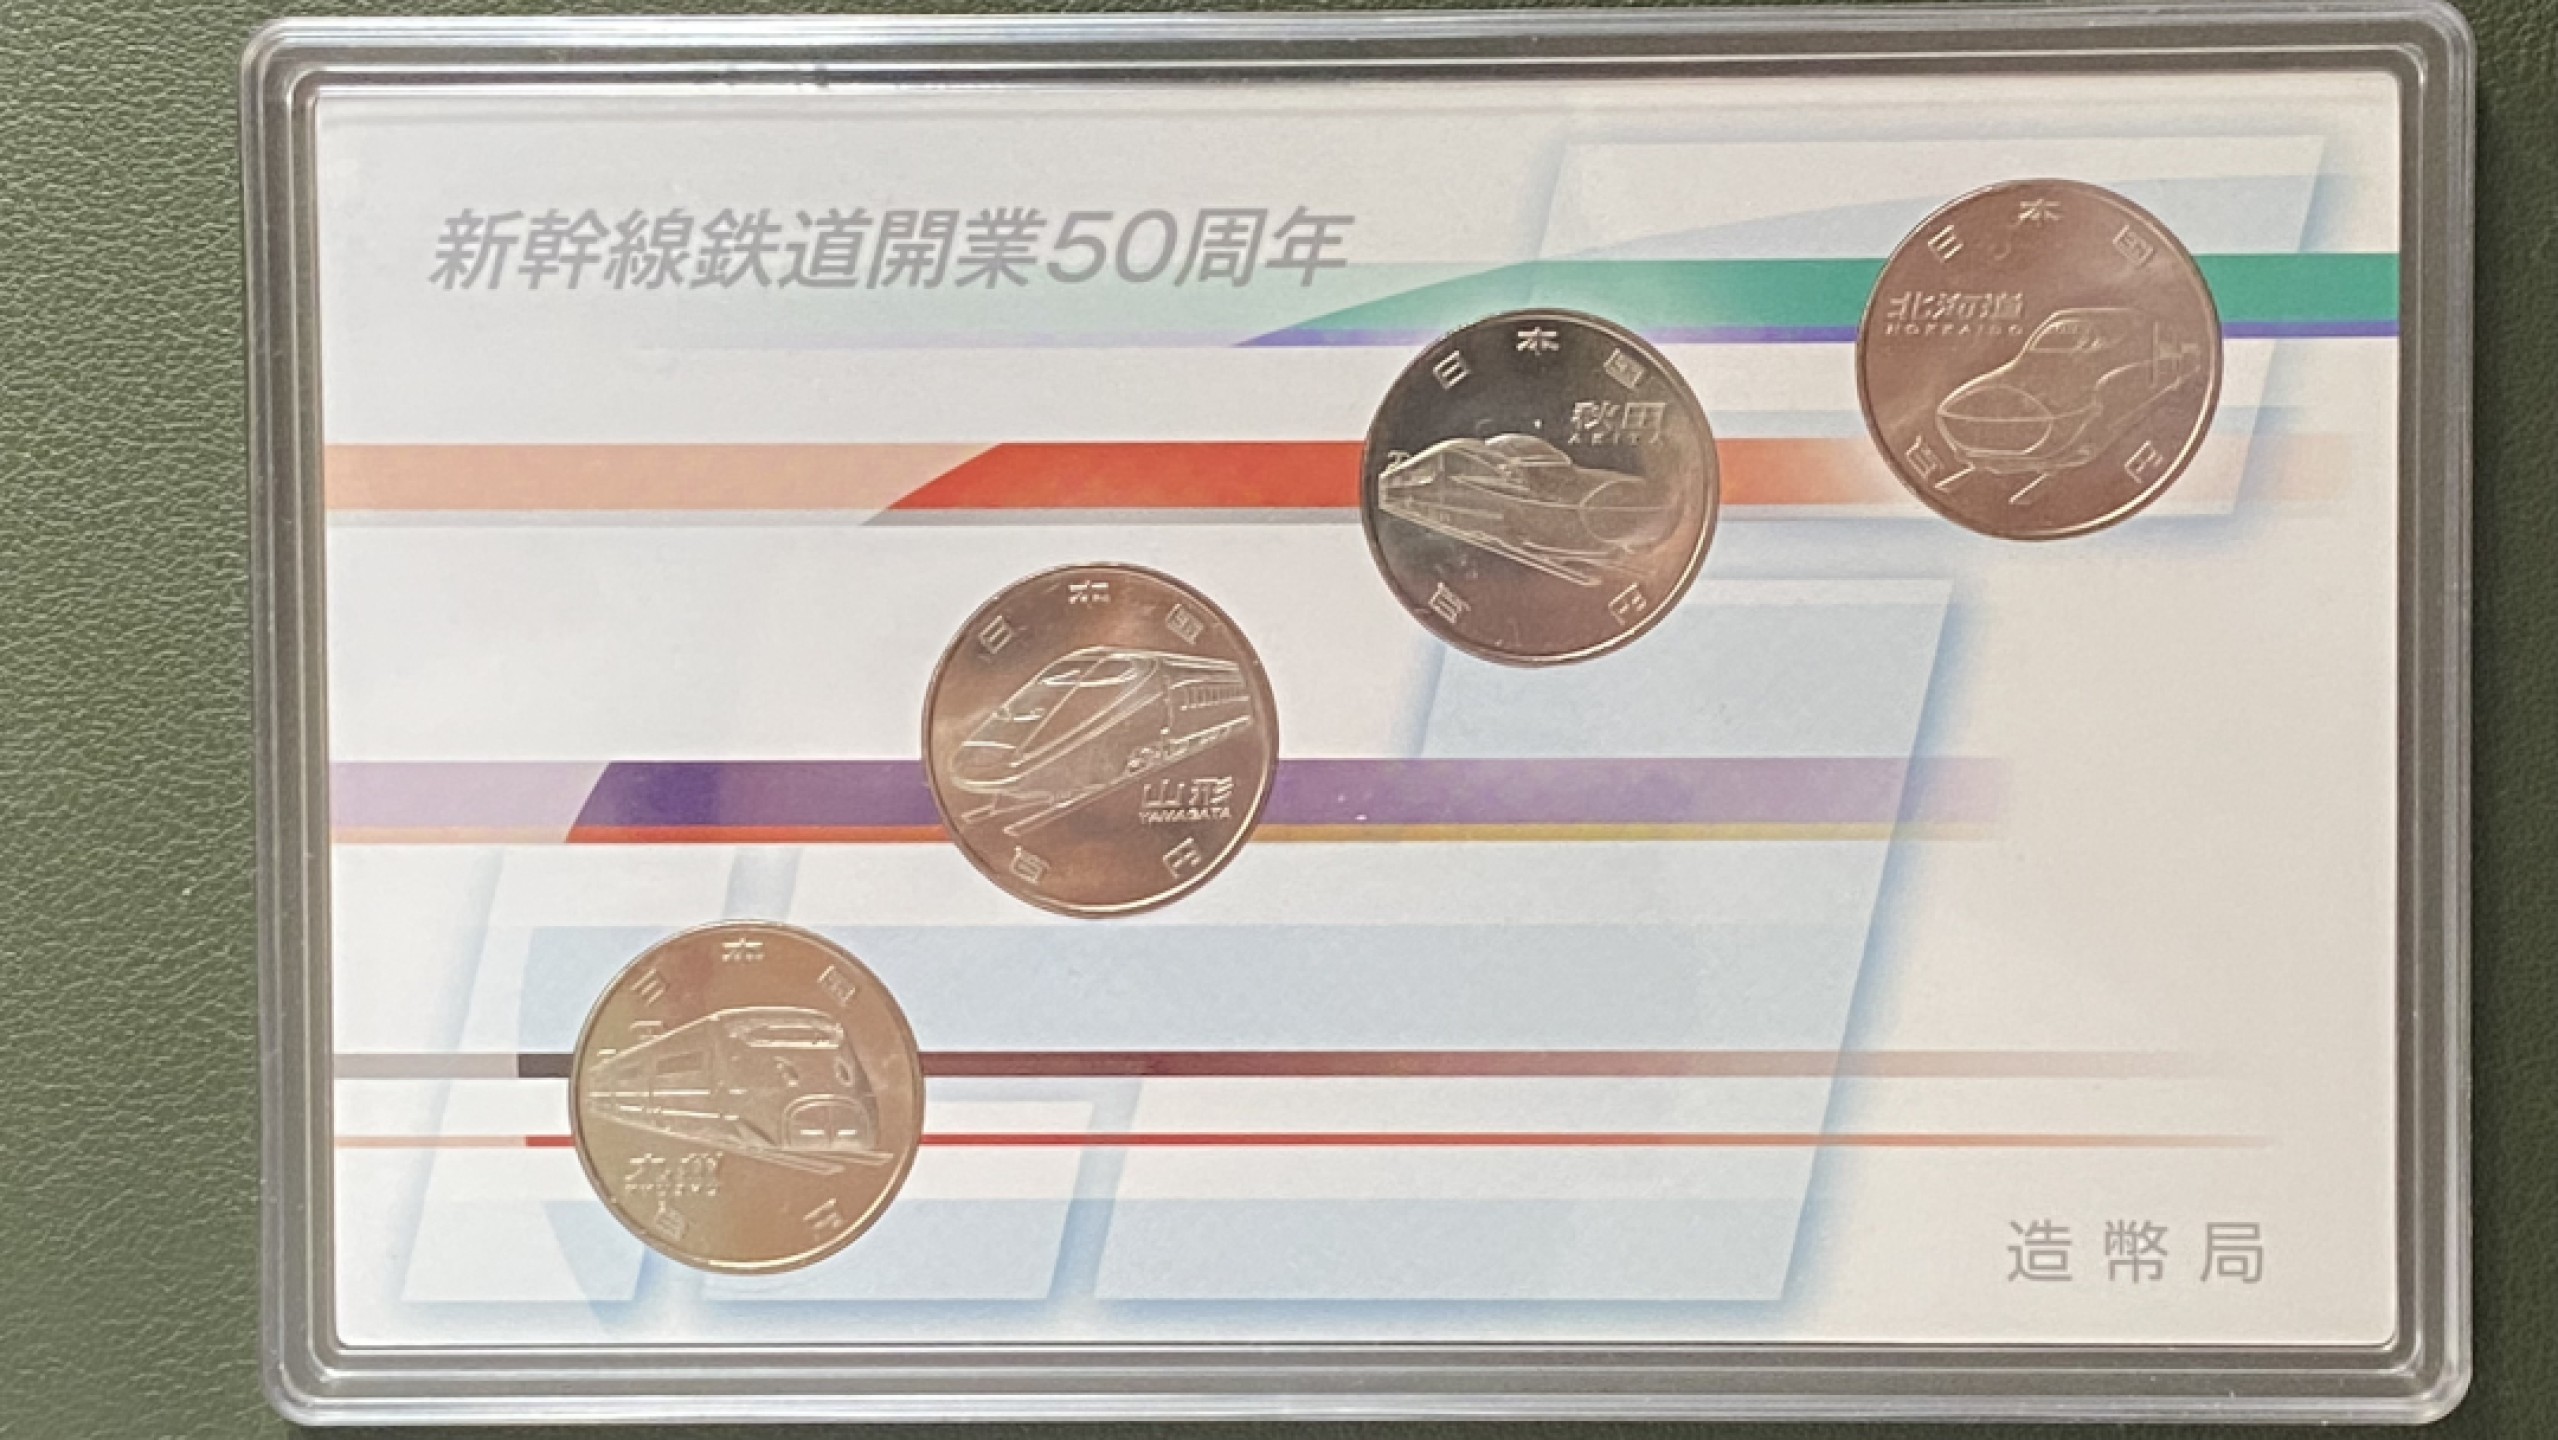 新幹線鉄道開業50周年
日本国
北海道
HOKKAIDO
百円
日本国
秋田
AKITA
百円
日本国
山形
YAMAGATA
百円
日本国
九州
百円
造幣局